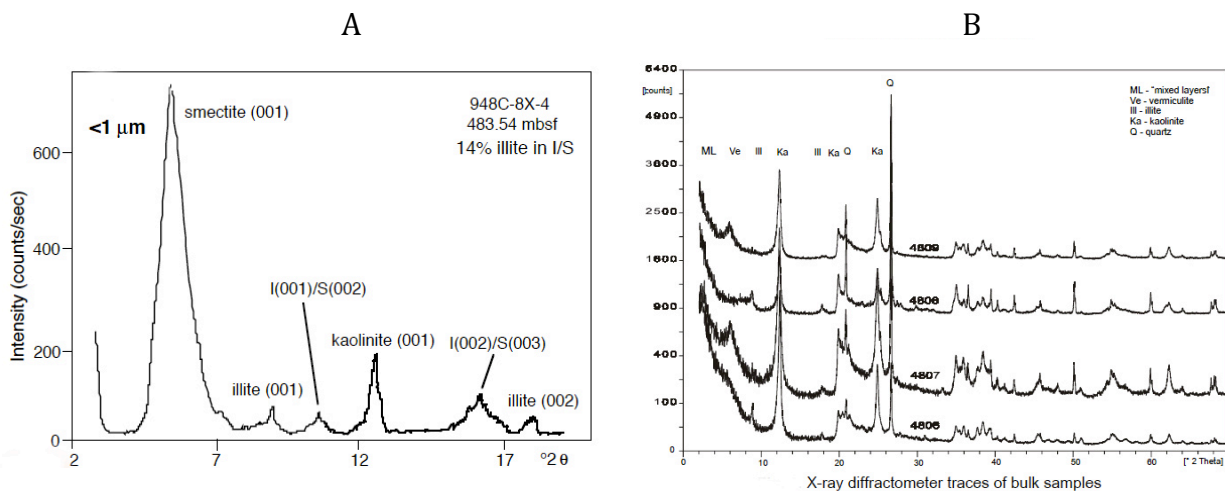 A
B
<1 µm
smectite (001)
948C-8X-4
483.54 mbsf
14% illite in I/S
I(001)/S(002)
kaolinite (001)
I(002)/S(003)
illite (001)
illite (002)
Intensity (counts/sec)
600
400
200
0
2
7
12
17
°2 θ
6400
[counts]
4900
3600
2500
1600
900
400
100
0
Q
ML - "mixed layers"
Ve - vermiculite
Ill - illite
Ka - kaolinite
Q - quartz
ML Ve Ill Ka Ill Ka Q Ka
4809
4808
4807
4806
0 10 20 30 40 50 60 [° 2 Theta]
X-ray diffractometer traces of bulk samples